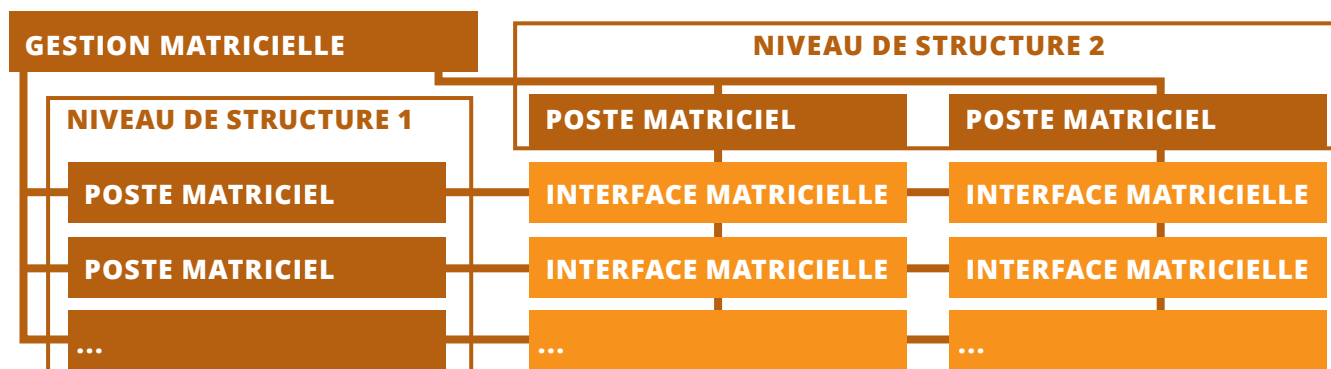 GESTION MATRICIELLE
NIVEAU DE STRUCTURE 2
NIVEAU DE STRUCTURE 1
POSTE MATRICIEL
POSTE MATRICIEL
POSTE MATRICIEL
INTERFACE MATRICIELLE
INTERFACE MATRICIELLE
POSTE MATRICIEL
INTERFACE MATRICIELLE
INTERFACE MATRICIELLE
...
...
...